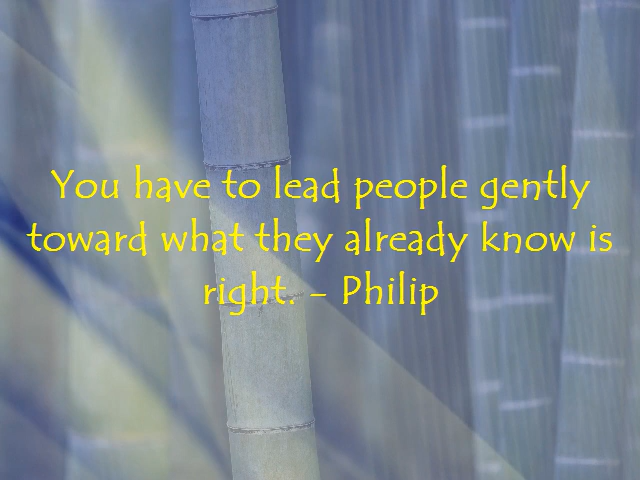 You have to lead people gently
toward what they already know is
right. - Philip